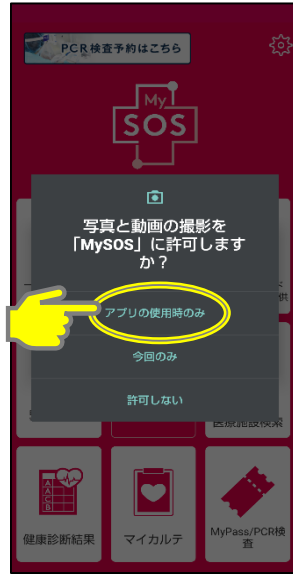 PCR検査予約はこちら
My
SOS
写真と動画の撮影を
「MySOS」に許可します
か？
アプリの使用時のみ
今回のみ
許可しない
医療施設検索
A
A
C
B
健康診断結果
マイカルテ
MyPass/PCR検
査